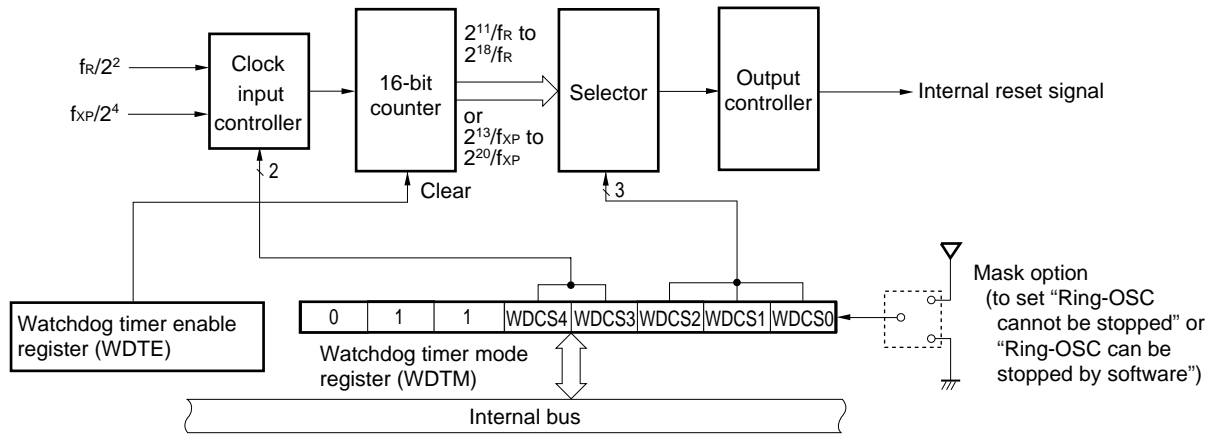 fR/2²
fXP/2⁴
Clock
input
controller
2
16-bit
counter
Clear
2¹¹/fR to
2¹⁸/fR
or
2¹³/fXP to
2²⁰/fXP
Selector
3
Output
controller
Internal reset signal
Watchdog timer enable
register (WDTE)
0 1 1 WDCS4 WDCS3 WDCS2 WDCS1 WDCS0
Watchdog timer mode
register (WDTM)
Mask option
(to set “Ring-OSC
cannot be stopped” or
“Ring-OSC can be
stopped by software”)
Internal bus